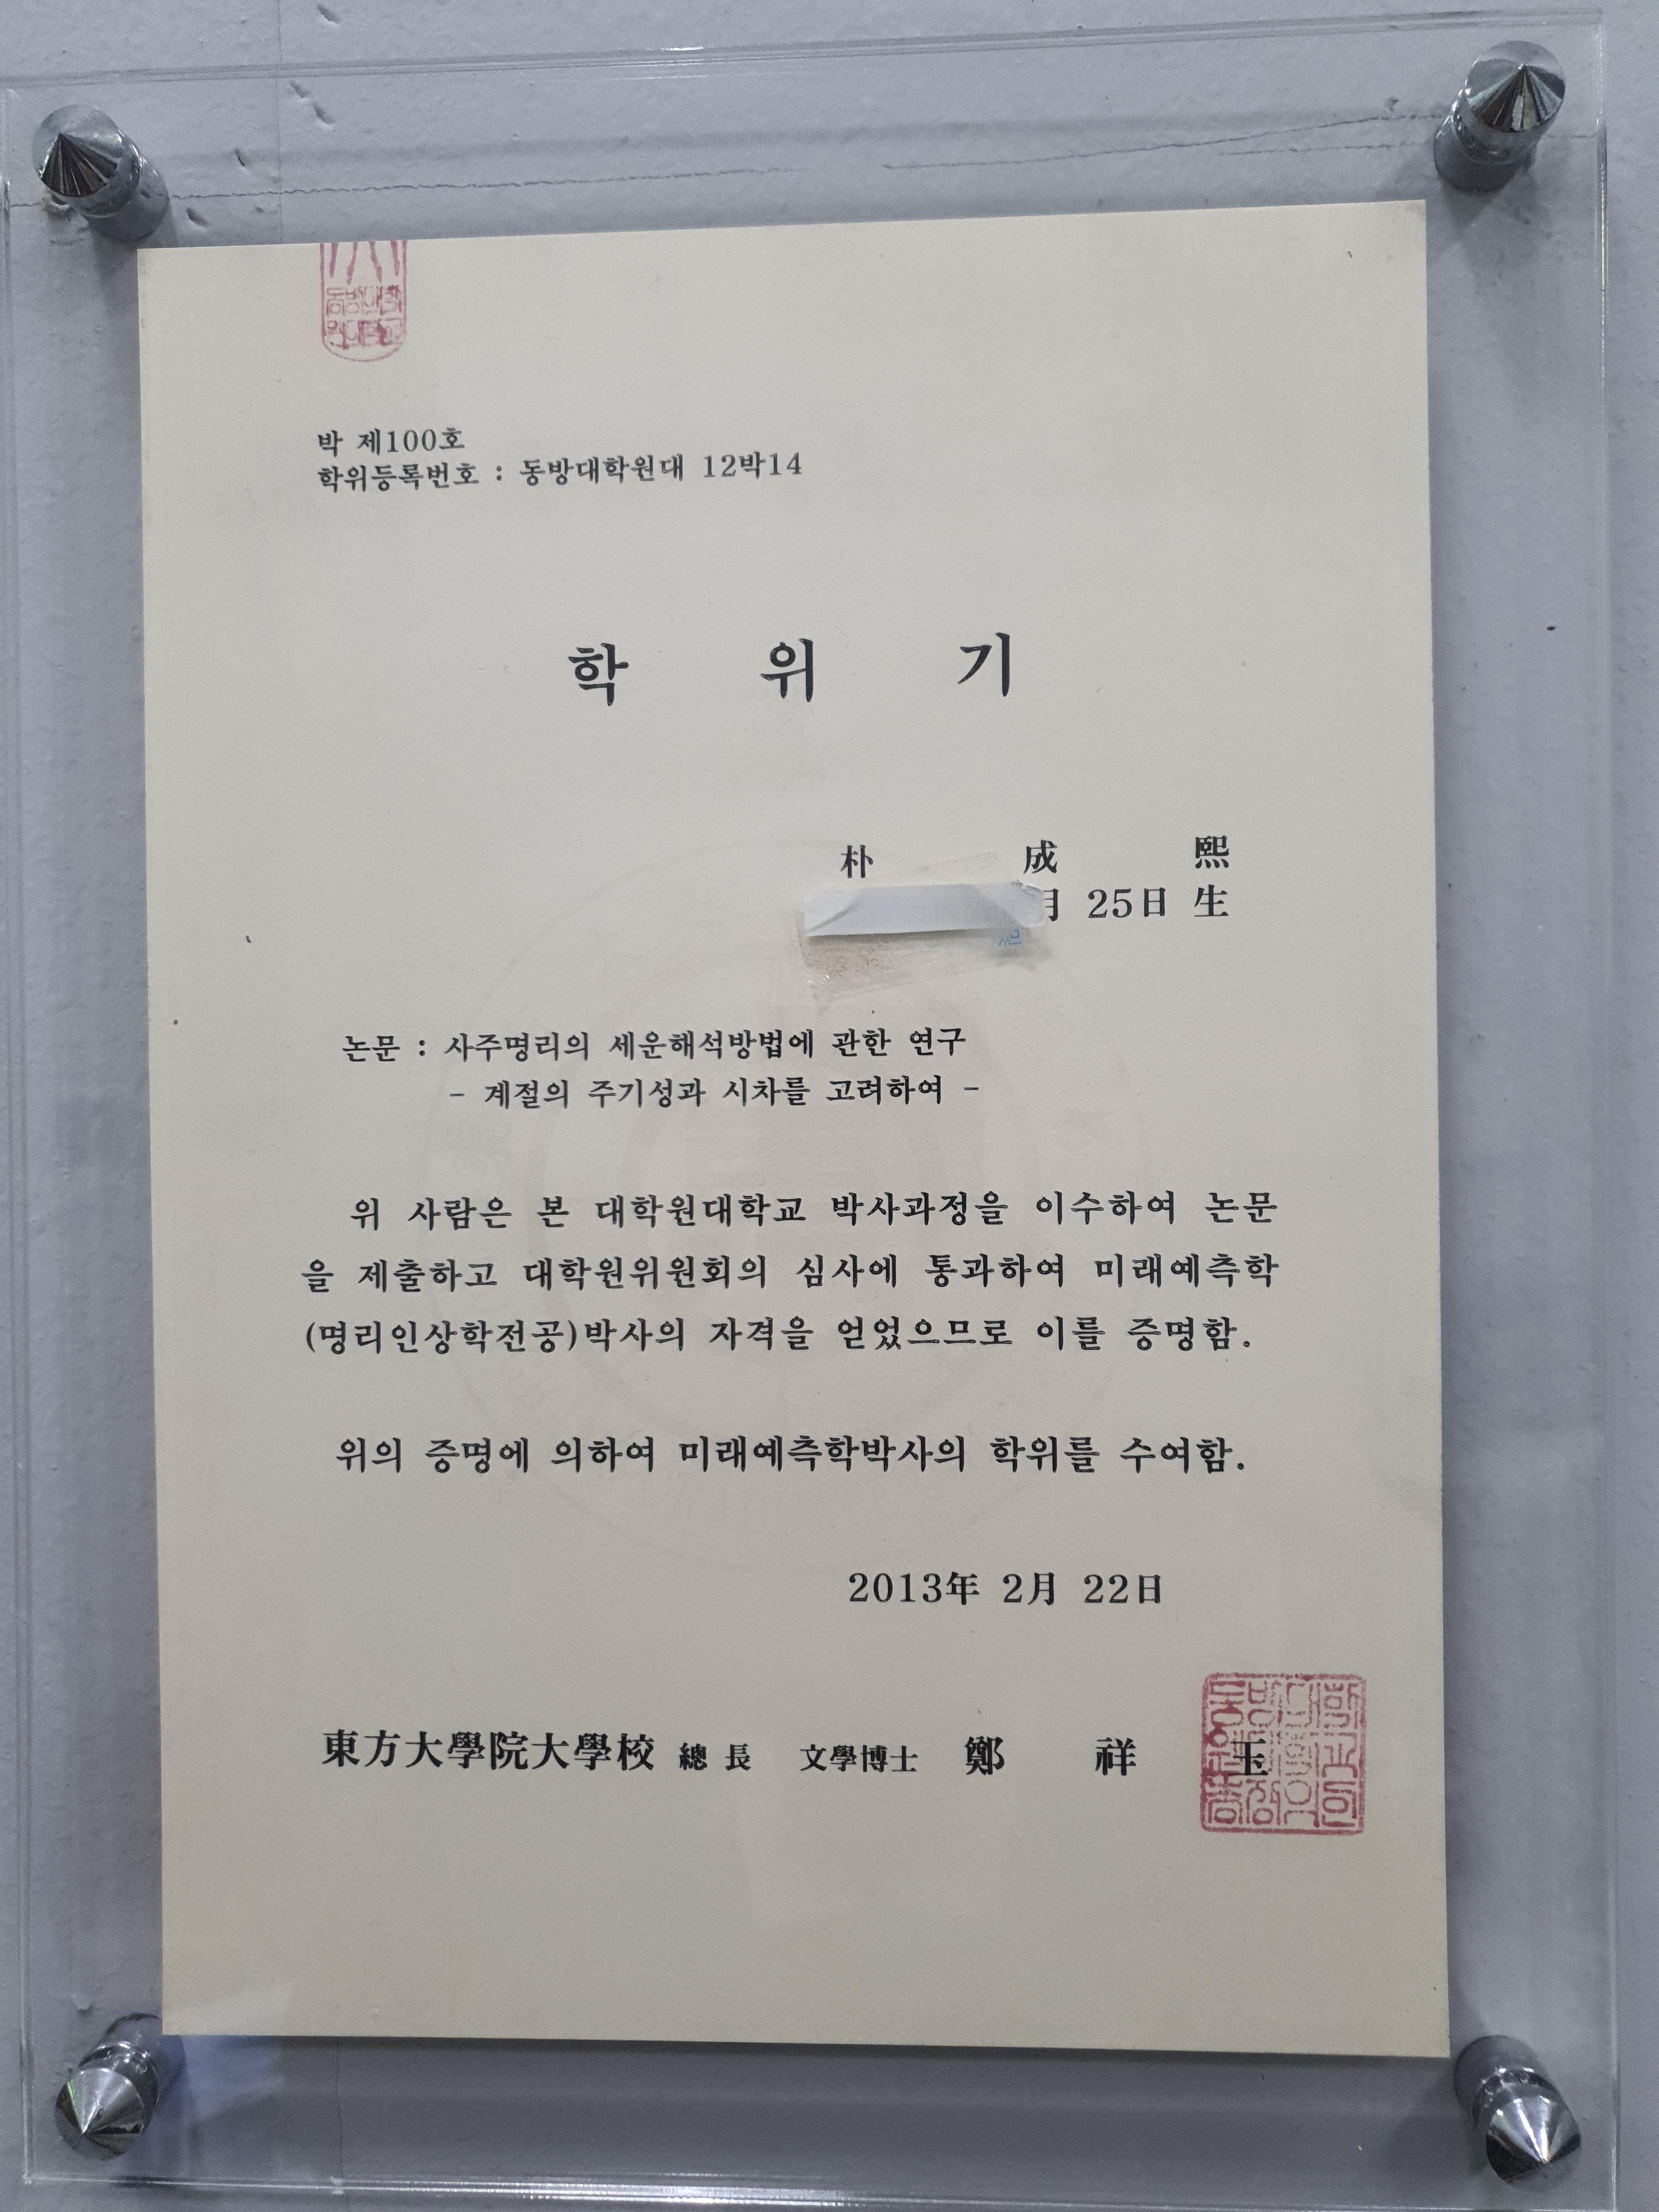 박 제100호
학위등록번호 : 동방대학원대 12박14
학 위 기
朴 成 熙
月 25日 生
논문 : 사주명리의 세운해석방법에 관한 연구
- 계절의 주기성과 시차를 고려하여 -
위 사람은 본 대학원대학교 박사과정을 이수하여 논문
을 제출하고 대학원위원회의 심사에 통과하여 미래예측학
(명리인상학전공)박사의 자격을 얻었으므로 이를 증명함.
위의 증명에 의하여 미래예측학박사의 학위를 수여함.
2013年 2月 22日
東方大學院大學校 總長 文學博士 鄭 祥 玉